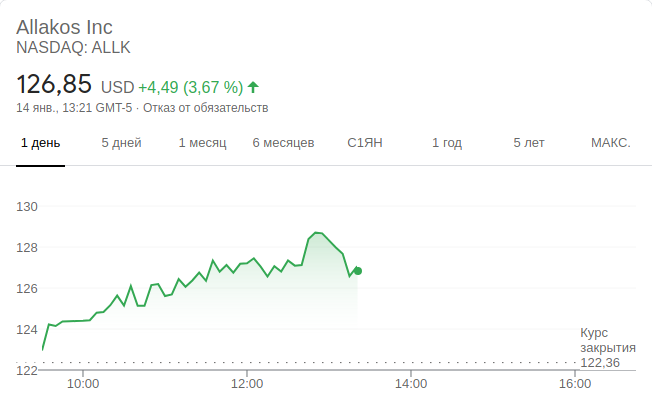 Allakos Inc
NASDAQ: ALLK
126,85 USD +4,49 (3,67 %)
14 янв., 13:21 GMT-5 · Отказ от обязательств
1 день 5 дней 1 месяц 6 месяцев С1ЯН 1 год 5 лет МАКС.
130
128
126
124
Курс
закрытия
122,36
122
10:00 12:00 14:00 16:00